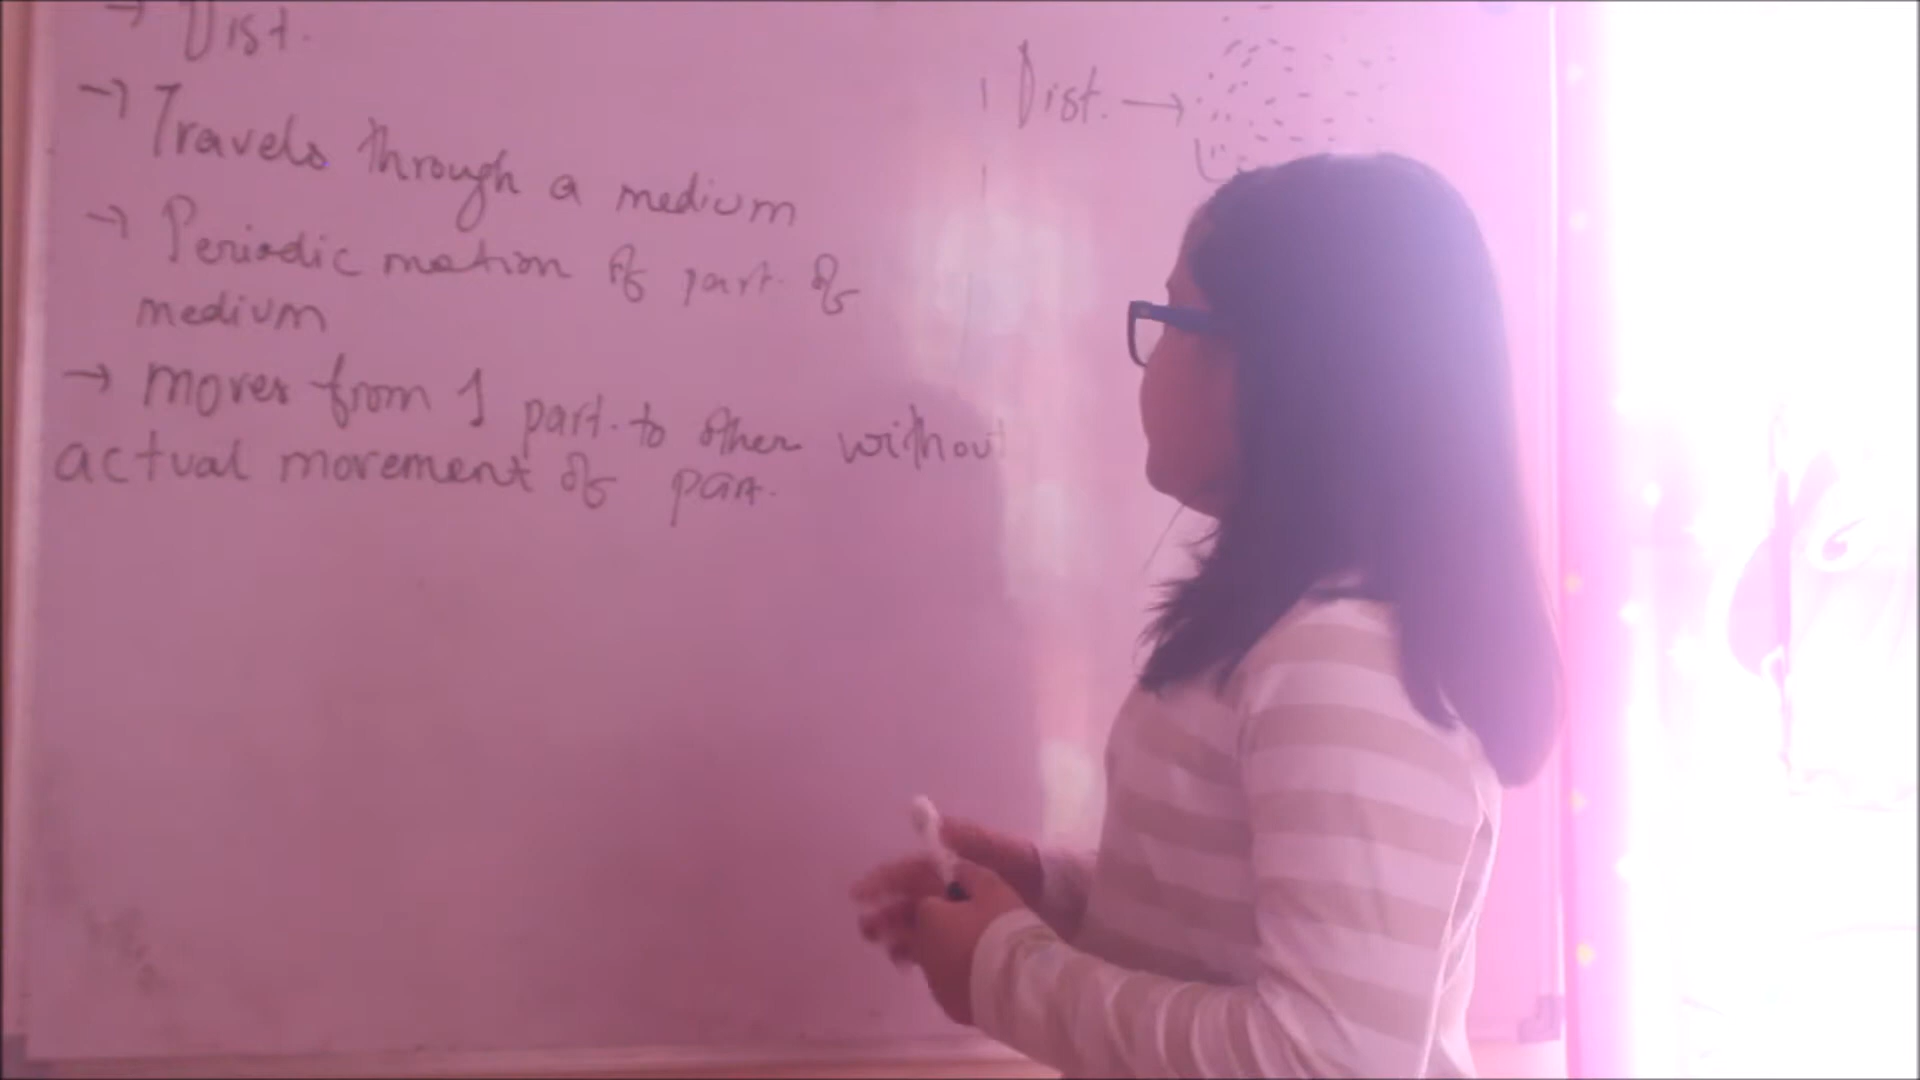 → Dist.
→ Travels through a medium
→ Periodic motion of part. of
medium
→ moves from 1 part. to other without
actual movement of part.
Dist. →